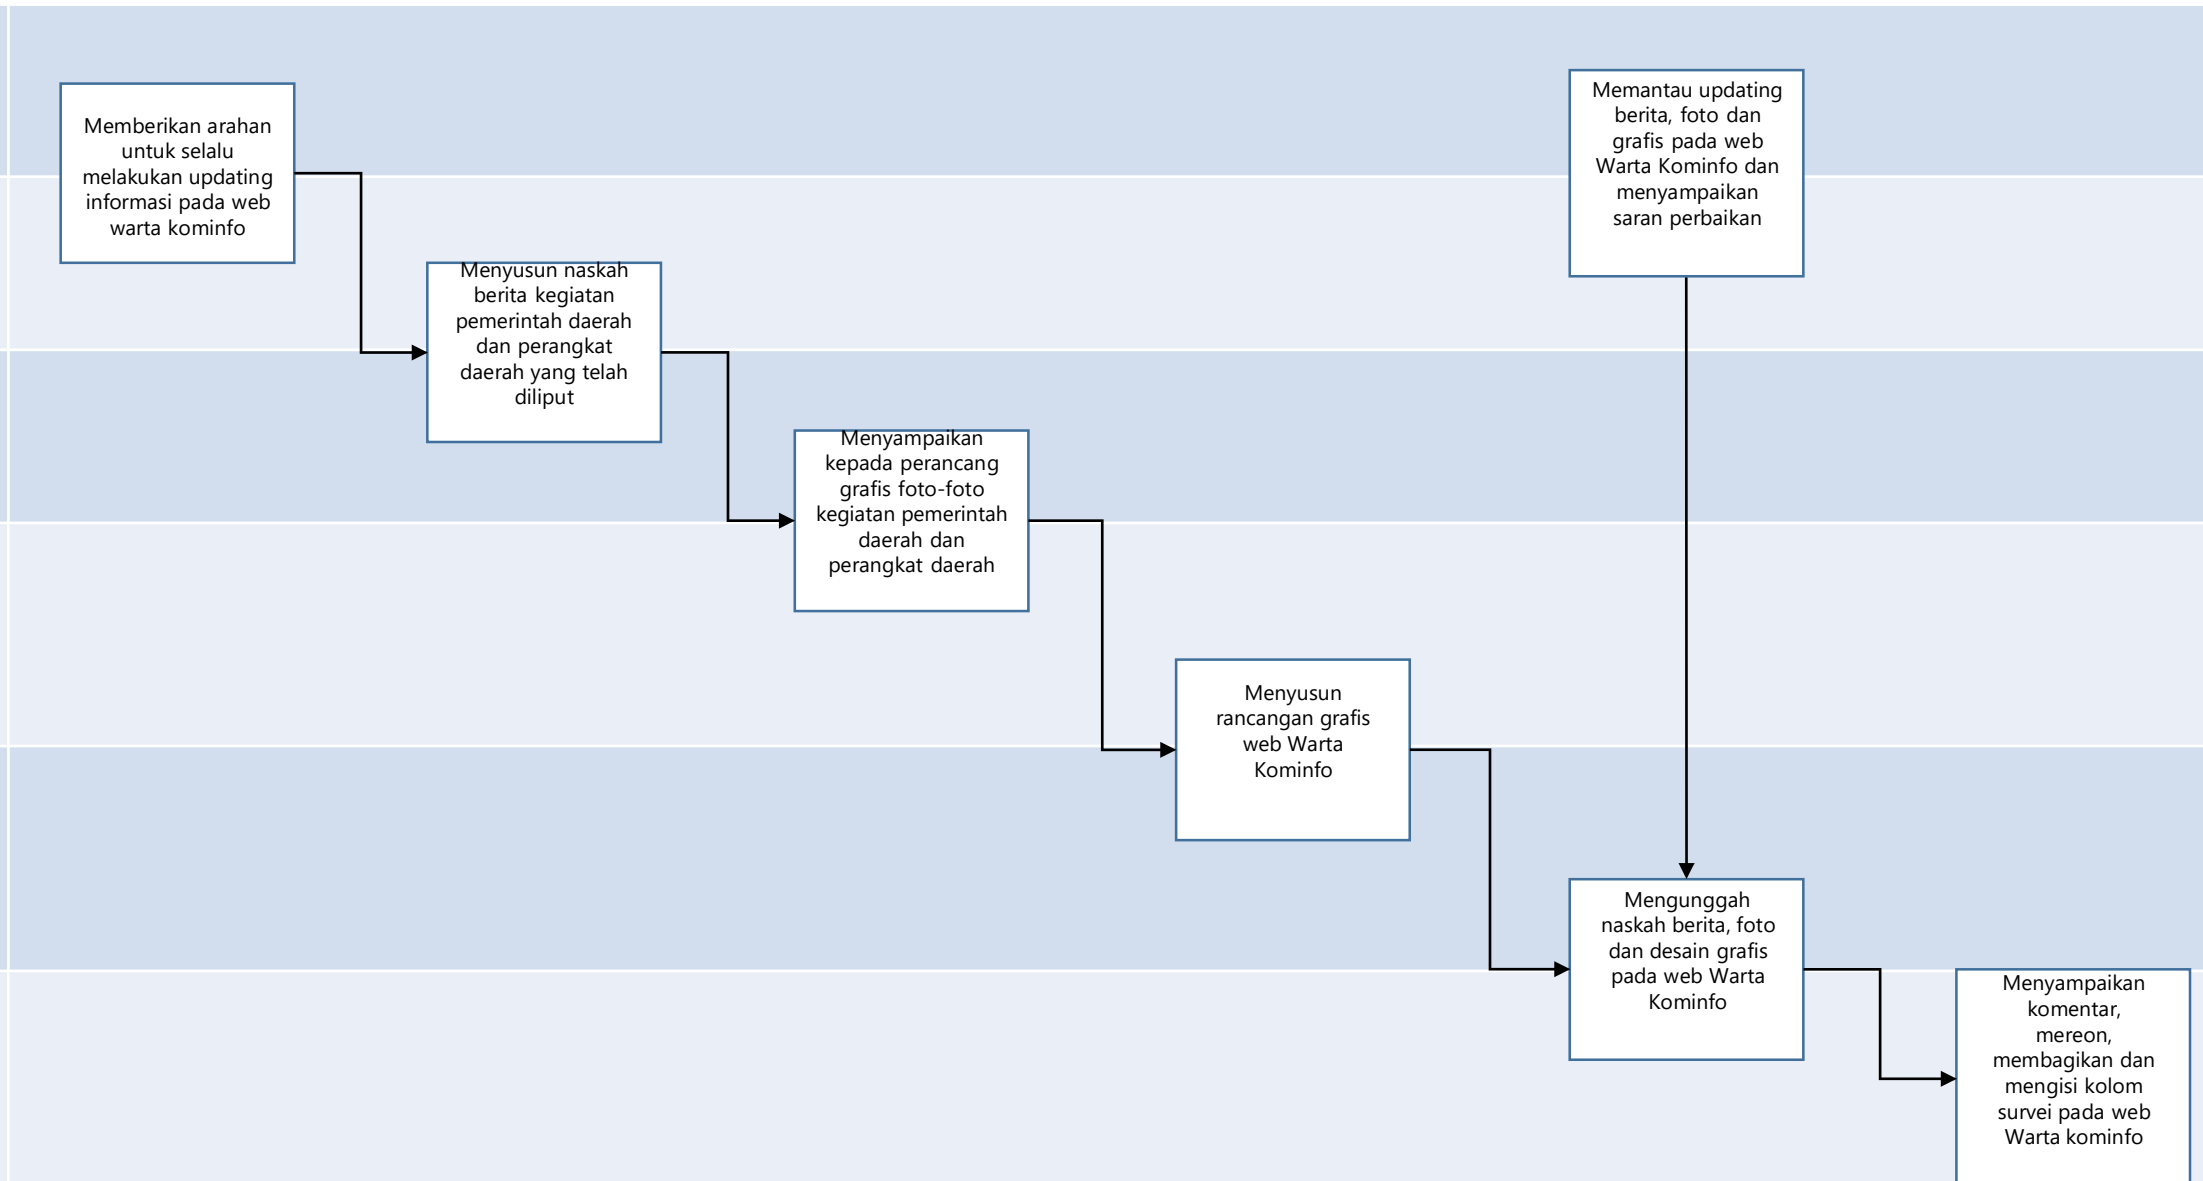 Memberikan arahan
untuk selalu
melakukan updating
informasi pada web
warta kominfo
Menyusun naskah
berita kegiatan
pemerintah daerah
dan perangkat
daerah yang telah
diliput
Menyampaikan
kepada perancang
grafis foto-foto
kegiatan pemerintah
daerah dan
perangkat daerah
Menyusun
rancangan grafis
web Warta
Kominfo
Memantau updating
berita, foto dan
grafis pada web
Warta Kominfo dan
menyampaikan
saran perbaikan
Mengunggah
naskah berita, foto
dan desain grafis
pada web Warta
Kominfo
Menyampaikan
komentar,
mereon,
membagikan dan
mengisi kolom
survei pada web
Warta kominfo